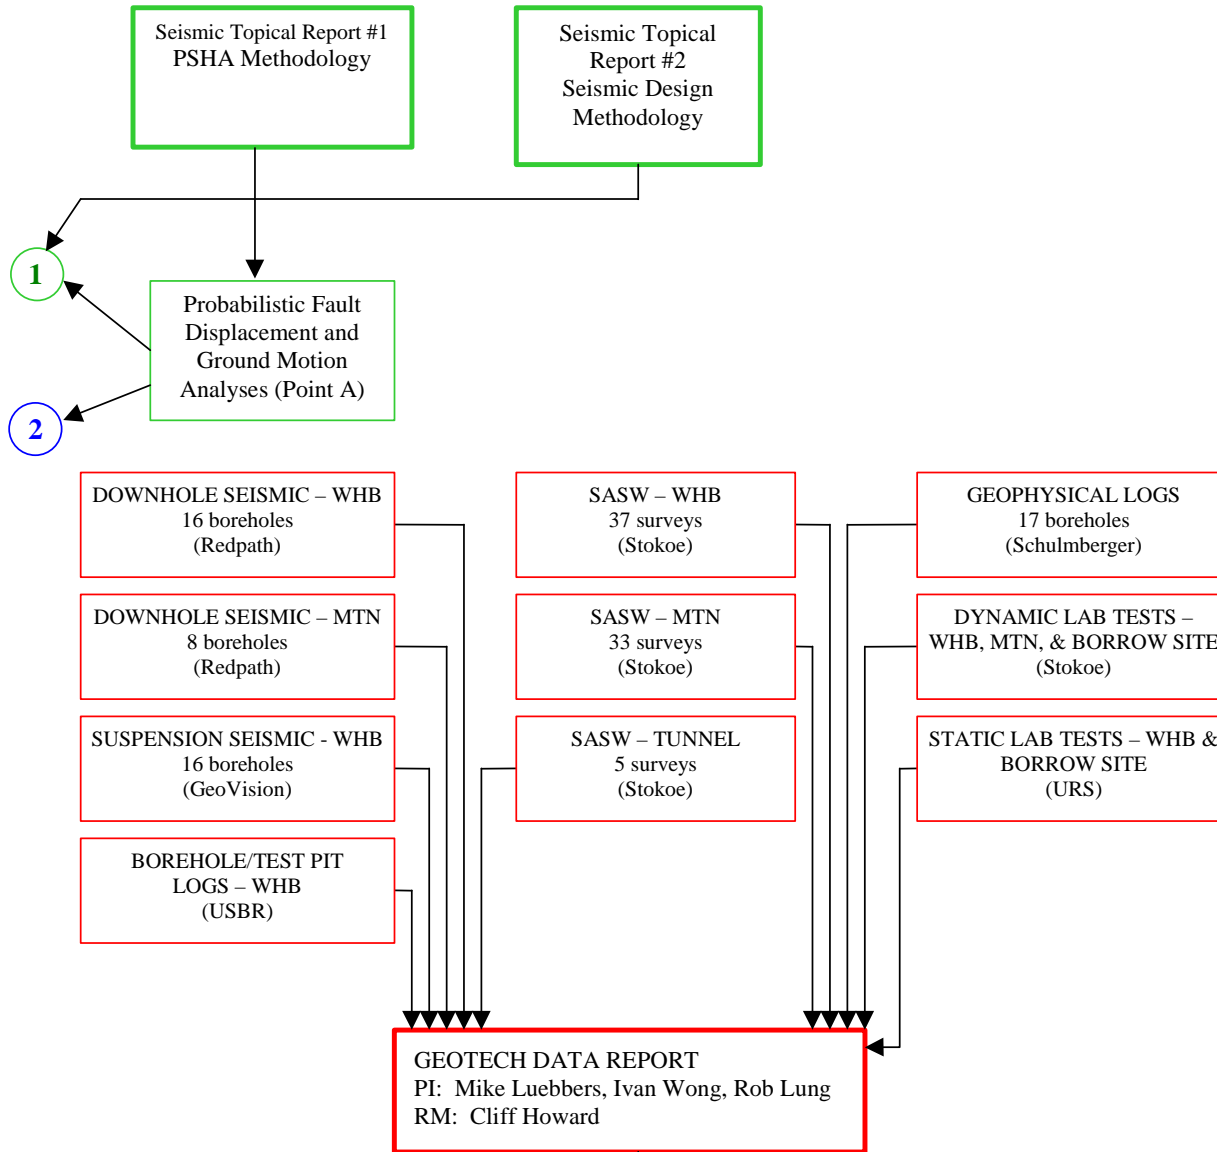 Seismic Topical Report #1
PSHA Methodology
Seismic Topical
Report #2
Seismic Design
Methodology
1
Probabilistic Fault
Displacement and
Ground Motion
Analyses (Point A)
2
DOWNHOLE SEISMIC – WHB
16 boreholes
(Redpath)
SASW – WHB
37 surveys
(Stokoe)
GEOPHYSICAL LOGS
17 boreholes
(Schulmberger)
DOWNHOLE SEISMIC – MTN
8 boreholes
(Redpath)
SASW – MTN
33 surveys
(Stokoe)
DYNAMIC LAB TESTS –
WHB, MTN, & BORROW SITE
(Stokoe)
SUSPENSION SEISMIC - WHB
16 boreholes
(GeoVision)
SASW – TUNNEL
5 surveys
(Stokoe)
STATIC LAB TESTS – WHB &
BORROW SITE
(URS)
BOREHOLE/TEST PIT
LOGS – WHB
(USBR)
GEOTECH DATA REPORT
PI:  Mike Luebbers, Ivan Wong, Rob Lung
RM:  Cliff Howard